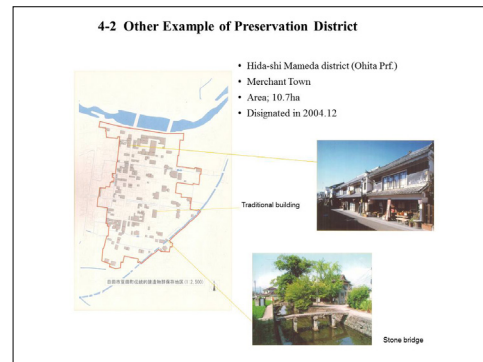 4-2 Other Example of Preservation District
• Hida-shi Mameda district (Ohita Prf.)
• Merchant Town
• Area; 10.7ha
• Disignated in 2004.12
Traditional building
Stone bridge